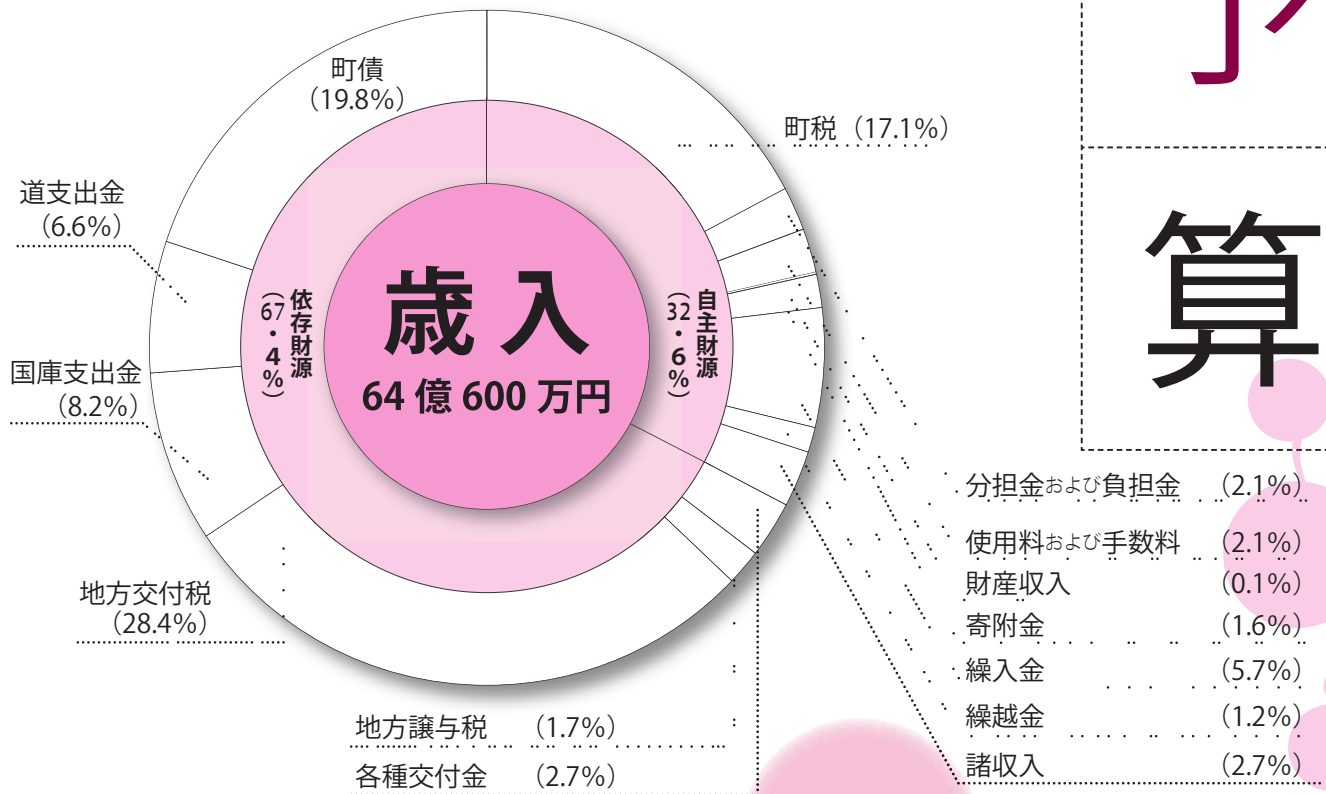 算
町債
（19.8%）
町税（17.1%）
道支出金
（6.6%）
国庫支出金
（8.2%）
地方交付税
（28.4%）
依存財源
（67・4%）
歳入
64 億 600 万円
自主財源
（32・6%）
分担金および負担金 （2.1%）
使用料および手数料 （2.1%）
財産収入 （0.1%）
寄附金 （1.6%）
繰入金 （5.7%）
繰越金 （1.2%）
諸収入 （2.7%）
地方譲与税 （1.7%）
各種交付金 （2.7%）